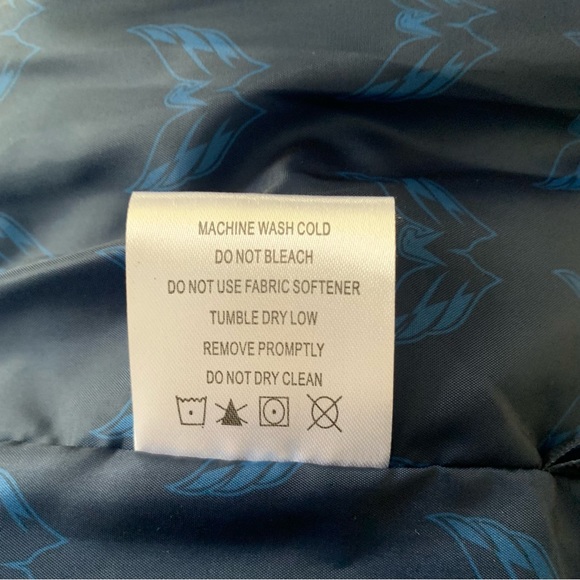 MACHINE WASH COLD
DO NOT BLEACH
DO NOT USE FABRIC SOFTENER
TUMBLE DRY LOW
REMOVE PROMPTLY
DO NOT DRY CLEAN